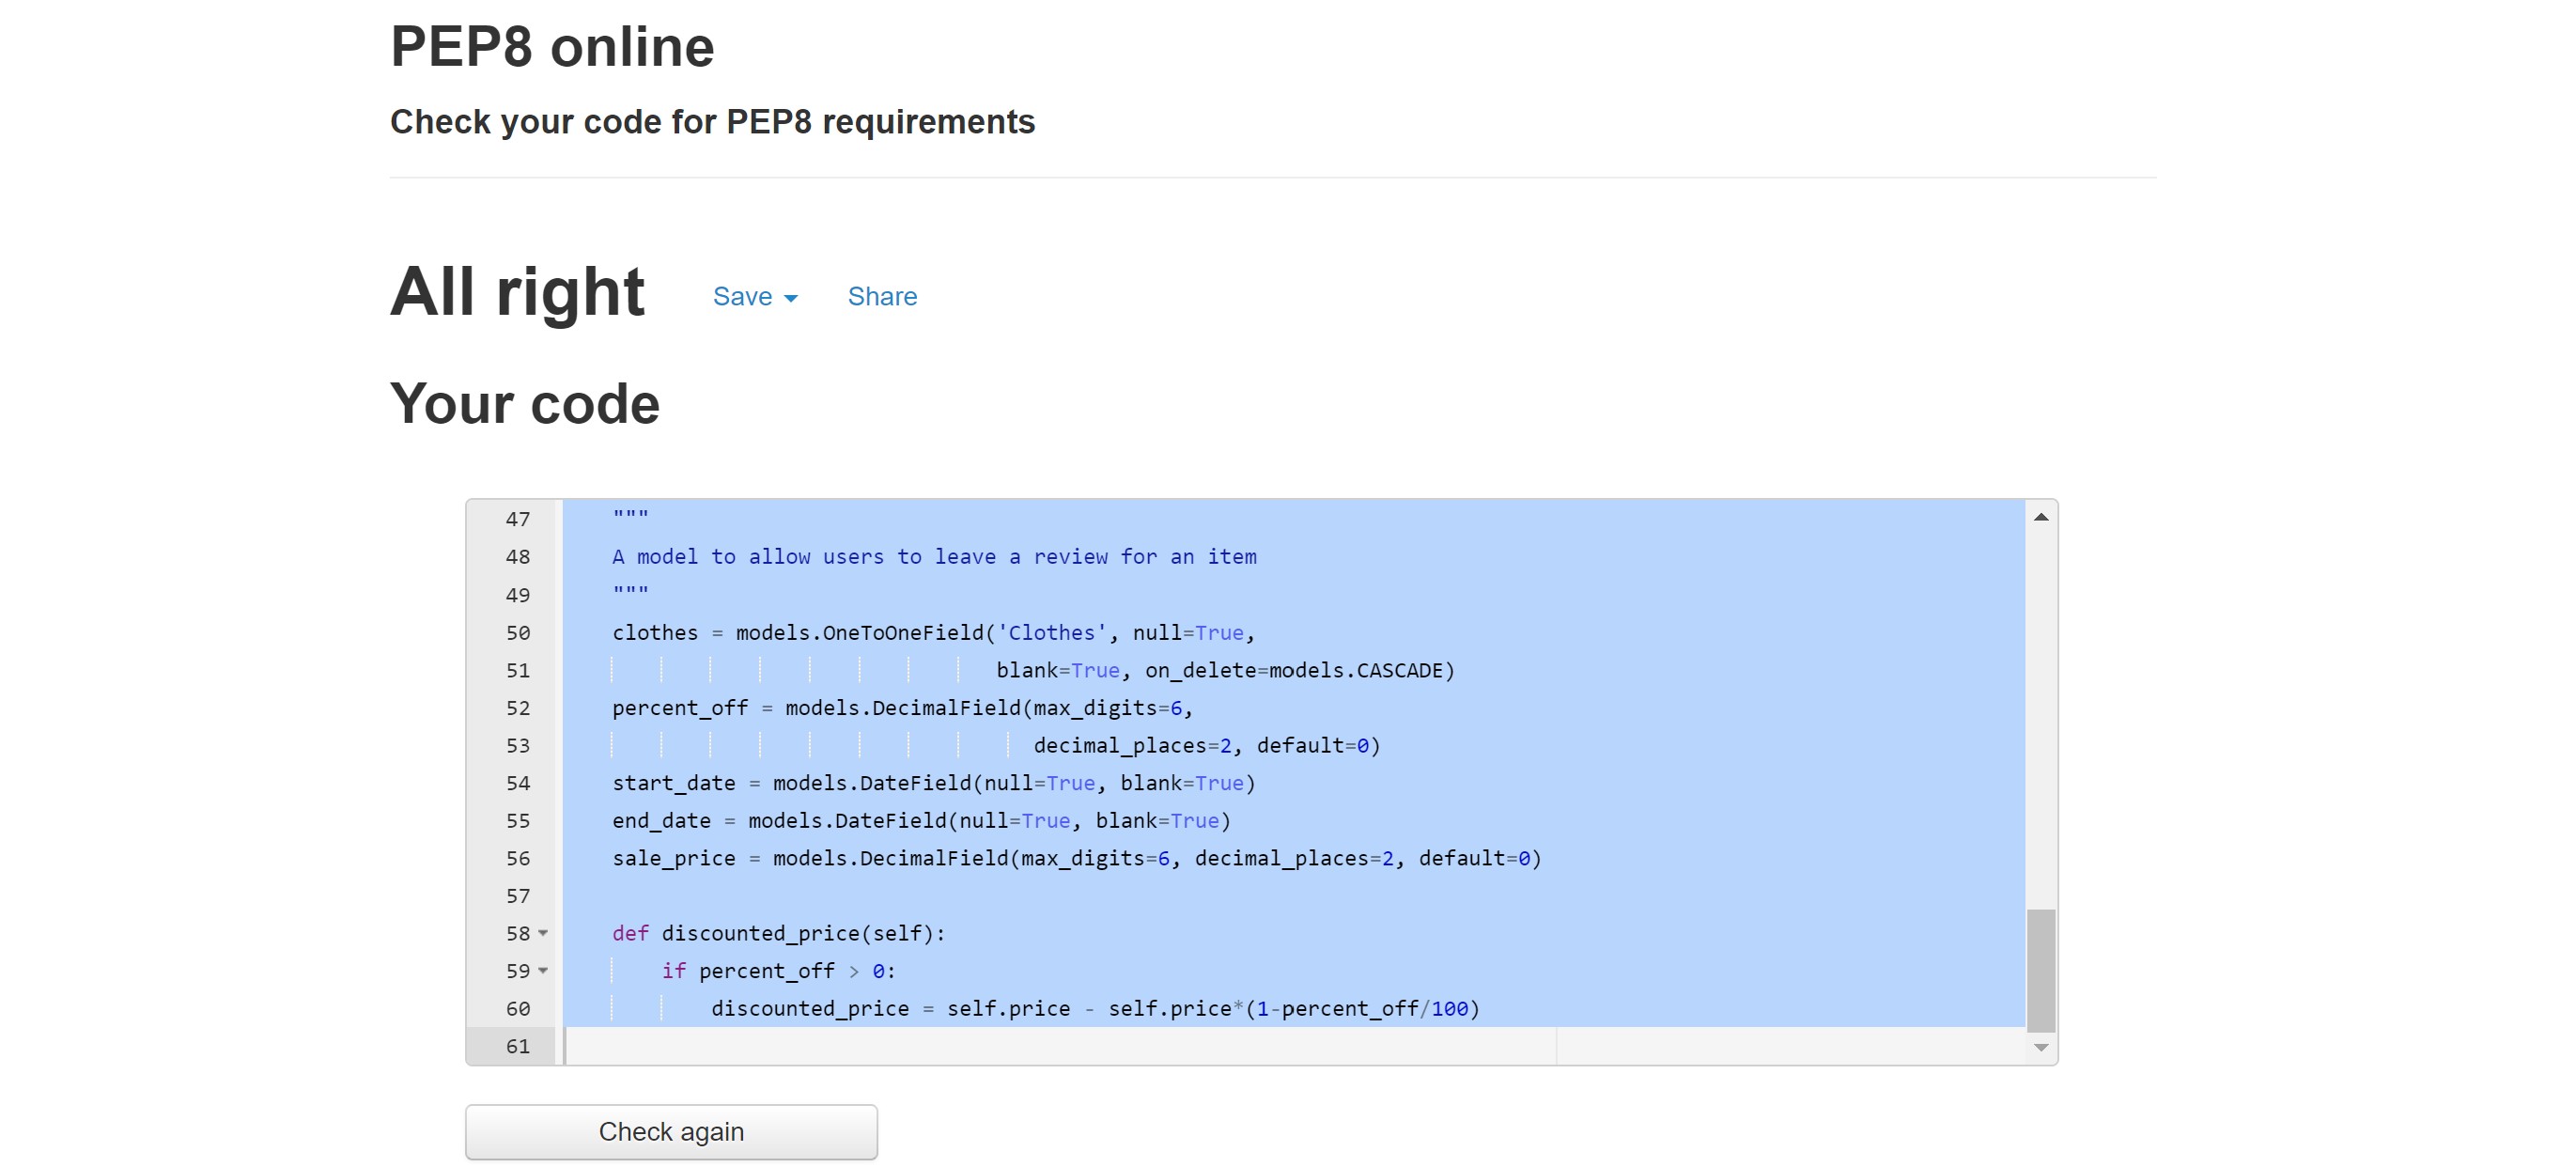 PEP8 online
Check your code for PEP8 requirements
All right Save Share
Your code
47 """
48 A model to allow users to leave a review for an item
49 """
50 clothes = models.OneToOneField('Clothes', null=True,
51 blank=True, on_delete=models.CASCADE)
52 percent_off = models.DecimalField(max_digits=6,
53 decimal_places=2, default=0)
54 start_date = models.DateField(null=True, blank=True)
55 end_date = models.DateField(null=True, blank=True)
56 sale_price = models.DecimalField(max_digits=6, decimal_places=2, default=0)
57
58 def discounted_price(self):
59 if percent_off > 0:
60 discounted_price = self.price - self.price*(1-percent_off/100)
61
Check again